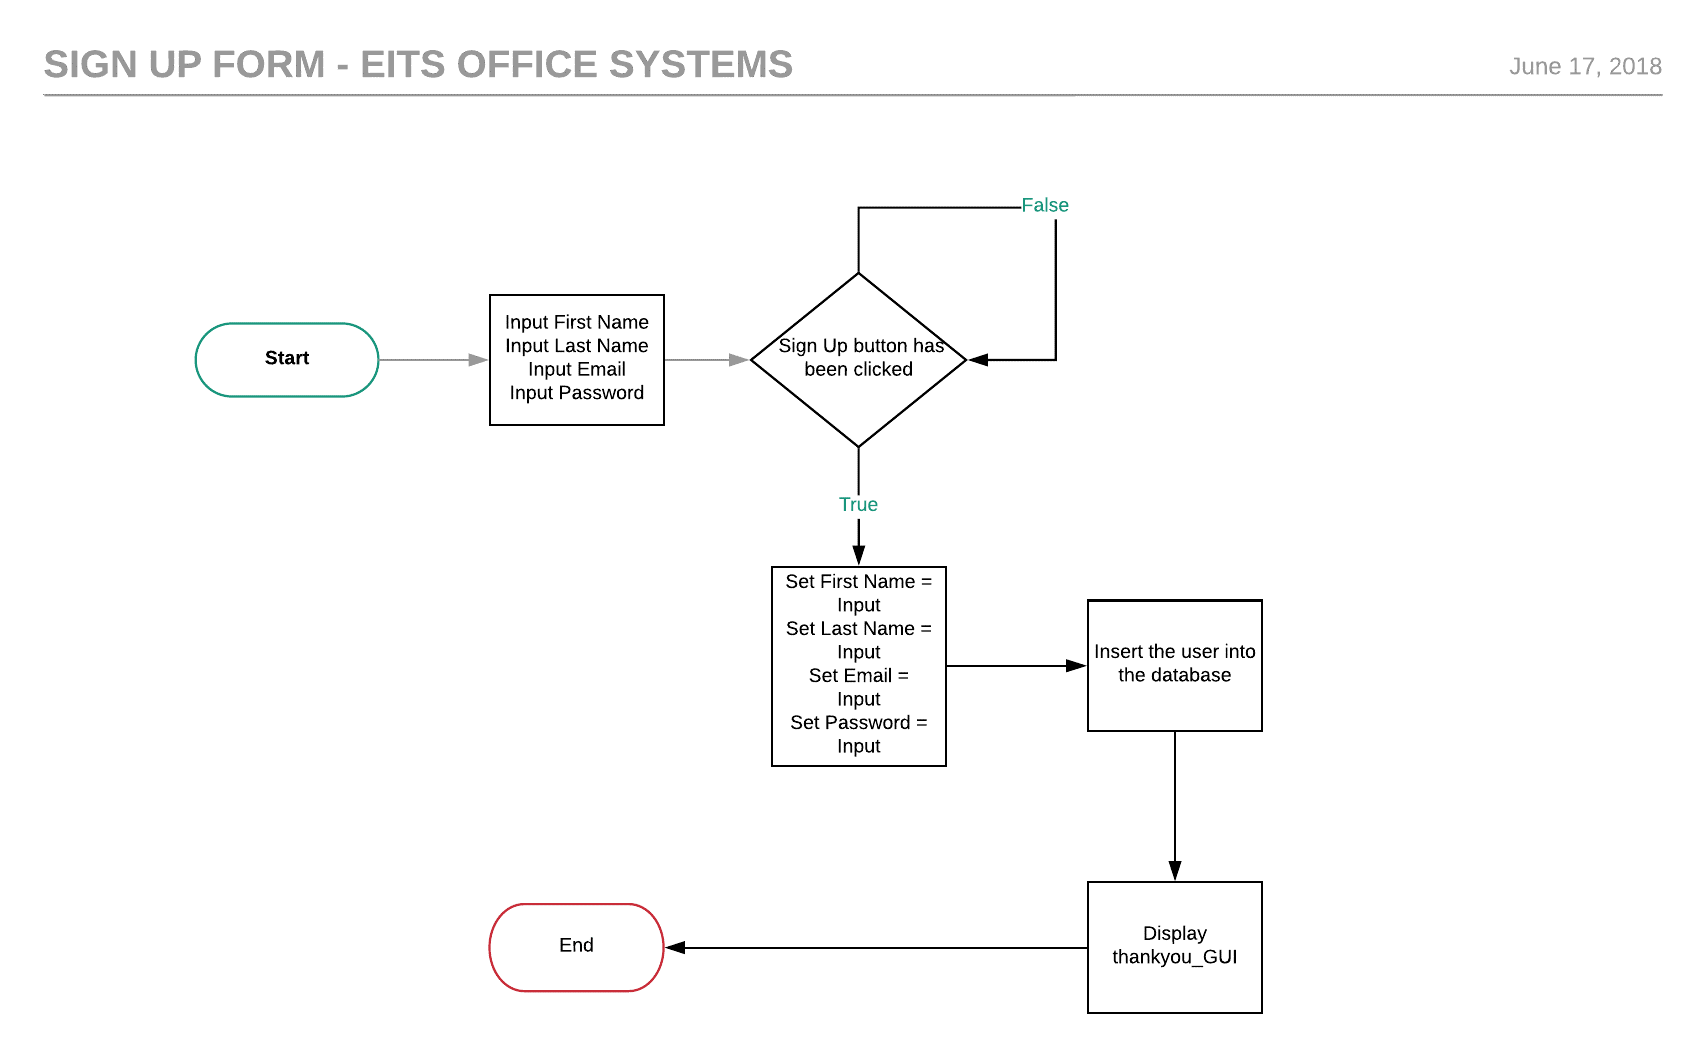 SIGN UP FORM - EITS OFFICE SYSTEMS
June 17, 2018
False
Start
Input First Name
Input Last Name
Input Email
Input Password
Sign Up button has
been clicked
True
Set First Name =
Input
Set Last Name =
Input
Set Email =
Input
Set Password =
Input
Insert the user into
the database
Display
thankyou_GUI
End